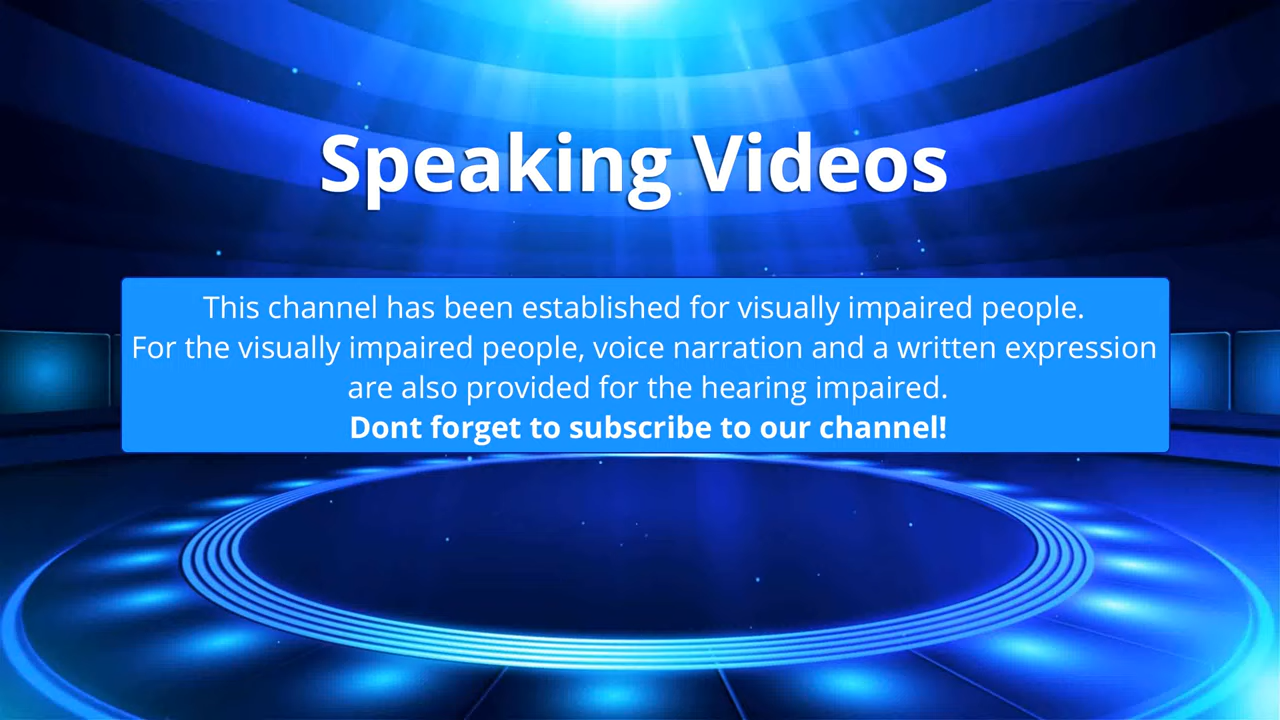 Speaking Videos
This channel has been established for visually impaired people.
For the visually impaired people, voice narration and a written expression
are also provided for the hearing impaired.
Dont forget to subscribe to our channel!